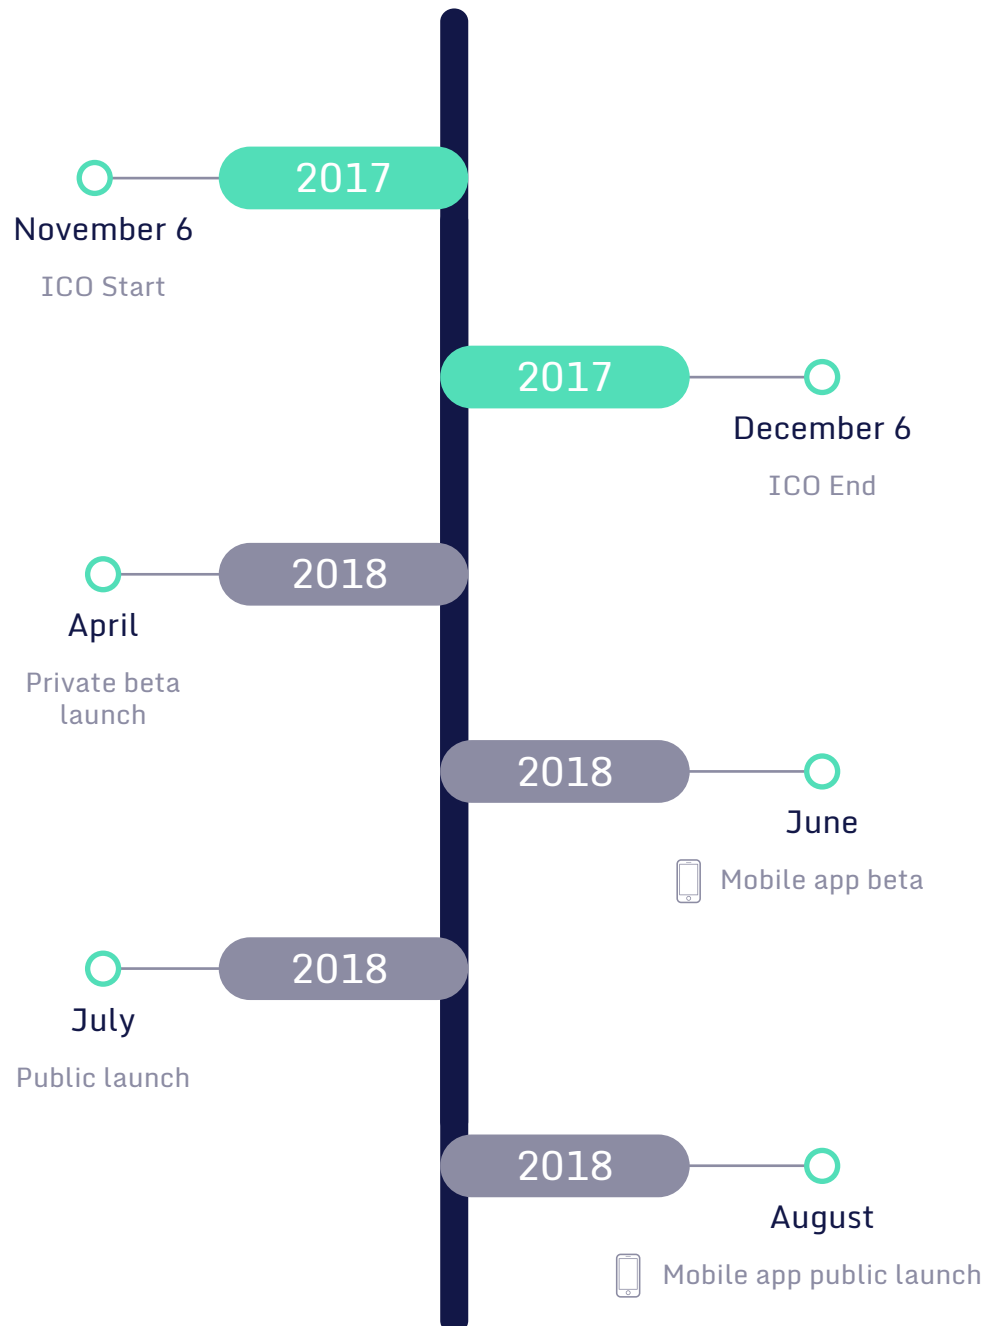 2017
November 6
ICO Start
2017
December 6
ICO End
2018
April
Private beta
launch
2018
June
Mobile app beta
2018
July
Public launch
2018
August
Mobile app public launch